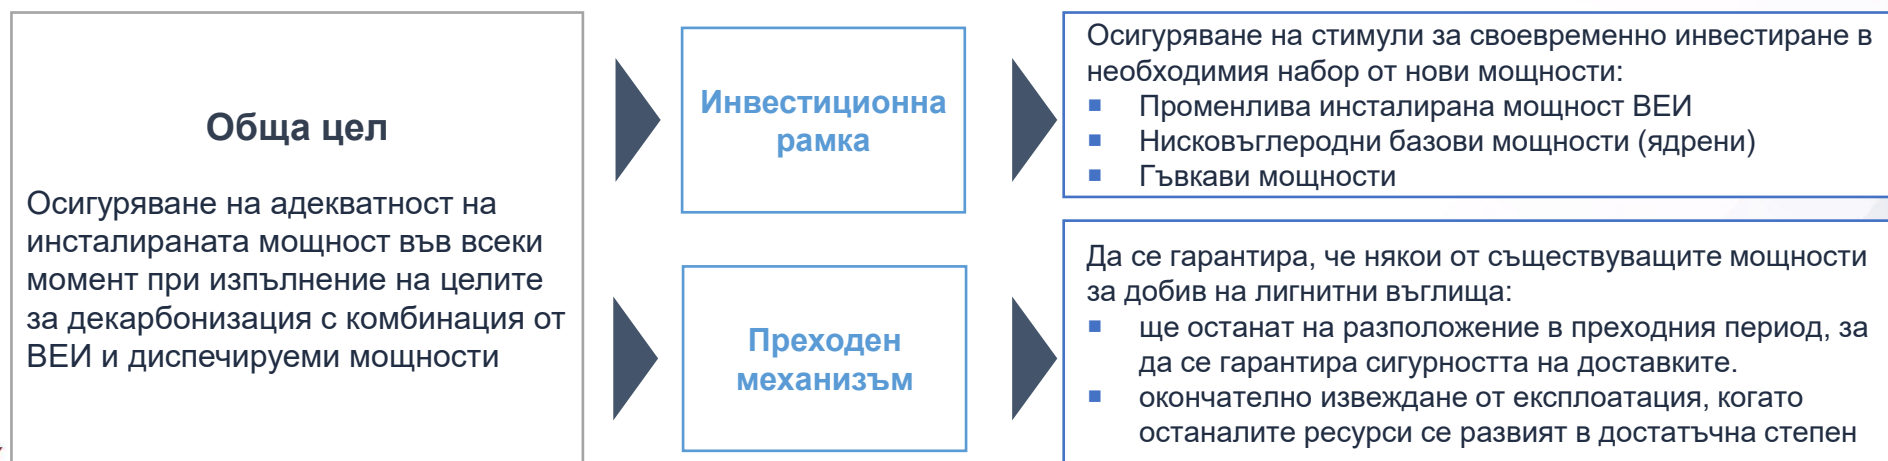 Обща цел
Осигуряване на адекватност на
инсталираната мощност във всеки
момент при изпълнение на целите
за декарбонизация с комбинация от
ВЕИ и диспечируеми мощности
Инвестиционна
рамка
Осигуряване на стимули за своевременно инвестиране в
необходимия набор от нови мощности:
▪ Променлива инсталирана мощност ВЕИ
▪ Нисковъглеродни базови мощности (ядрени)
▪ Гъвкави мощности
Преходен
механизъм
Да се гарантира, че някои от съществуващите мощности
за добив на лигнитни въглища:
▪ ще останат на разположение в преходния период, за
да се гарантира сигурността на доставките.
▪ окончателно извеждане от експлоатация, когато
останалите ресурси се развият в достатъчна степен